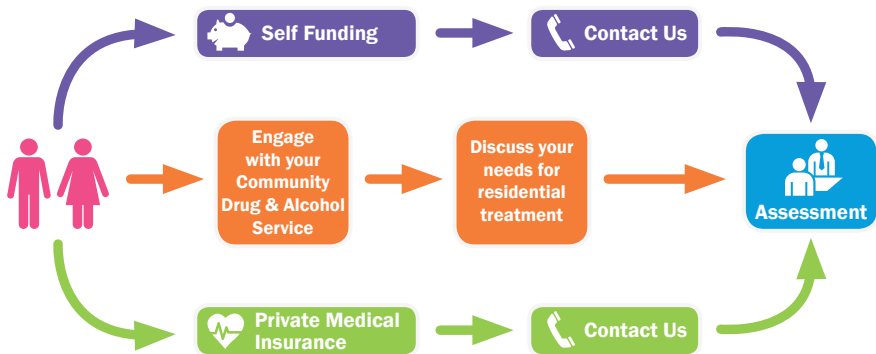 Self Funding
Contact Us
Engage
with your
Community
Drug & Alcohol
Service
Discuss your
needs for
residential
treatment
Assessment
Private Medical
Insurance
Contact Us